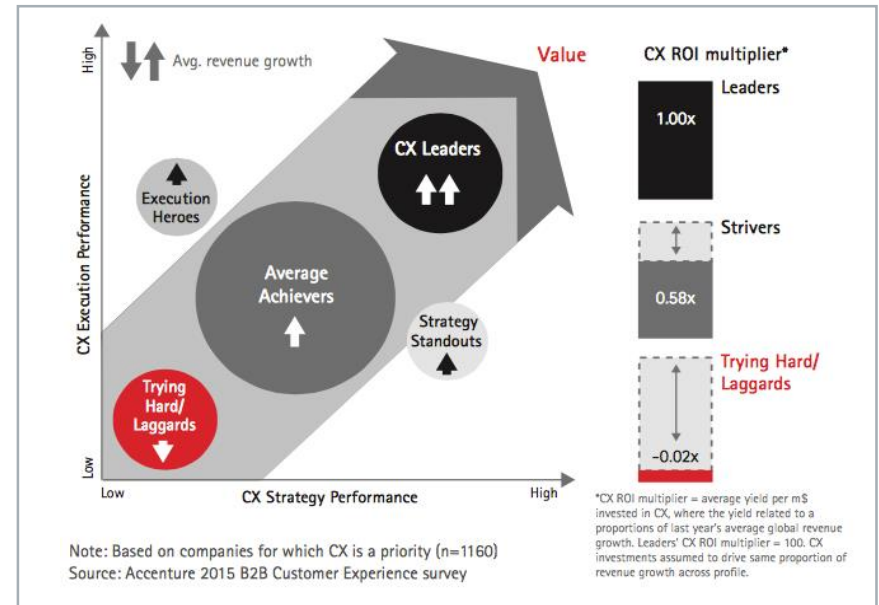 High
Avg. revenue growth
Value
CX ROI multiplier*
Leaders
1.00x
CX Leaders
Execution
Heroes
CX Execution Performance
Strivers
0.58x
Average
Achievers
Strategy
Standouts
Trying Hard/
Laggards
-0.02x
Trying
Hard/
Laggards
Low
Low
CX Strategy Performance
High
*CX ROI multiplier = average yield per m$
invested in CX, where the yield related to a
proportions of last year's average global revenue
growth. Leaders' CX ROI multiplier = 100. CX
investments assumed to drive same proportion of
revenue growth across profile.
Note: Based on companies for which CX is a priority (n=1160)
Source: Accenture 2015 B2B Customer Experience survey